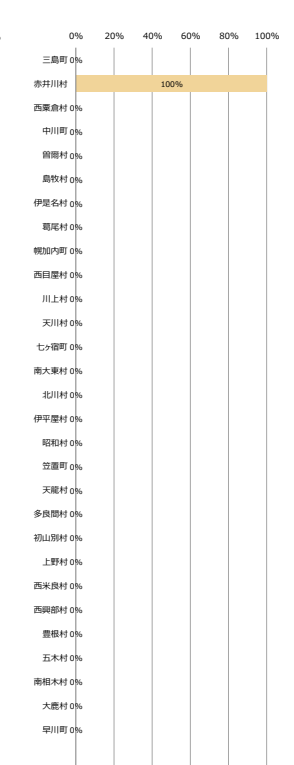 0% 20% 40% 60% 80% 100%
三島町 0%
赤井川村 100%
西粟倉村 0%
中川町 0%
曽爾村 0%
島牧村 0%
伊是名村 0%
葛尾村 0%
幌加内町 0%
西目屋村 0%
川上村 0%
天川村 0%
七ヶ宿町 0%
南大東村 0%
北川村 0%
伊平屋村 0%
昭和村 0%
笠置町 0%
天龍村 0%
多良間村 0%
初山別村 0%
上野村 0%
西米良村 0%
西興部村 0%
豊根村 0%
五木村 0%
南相木村 0%
大鹿村 0%
早川町 0%